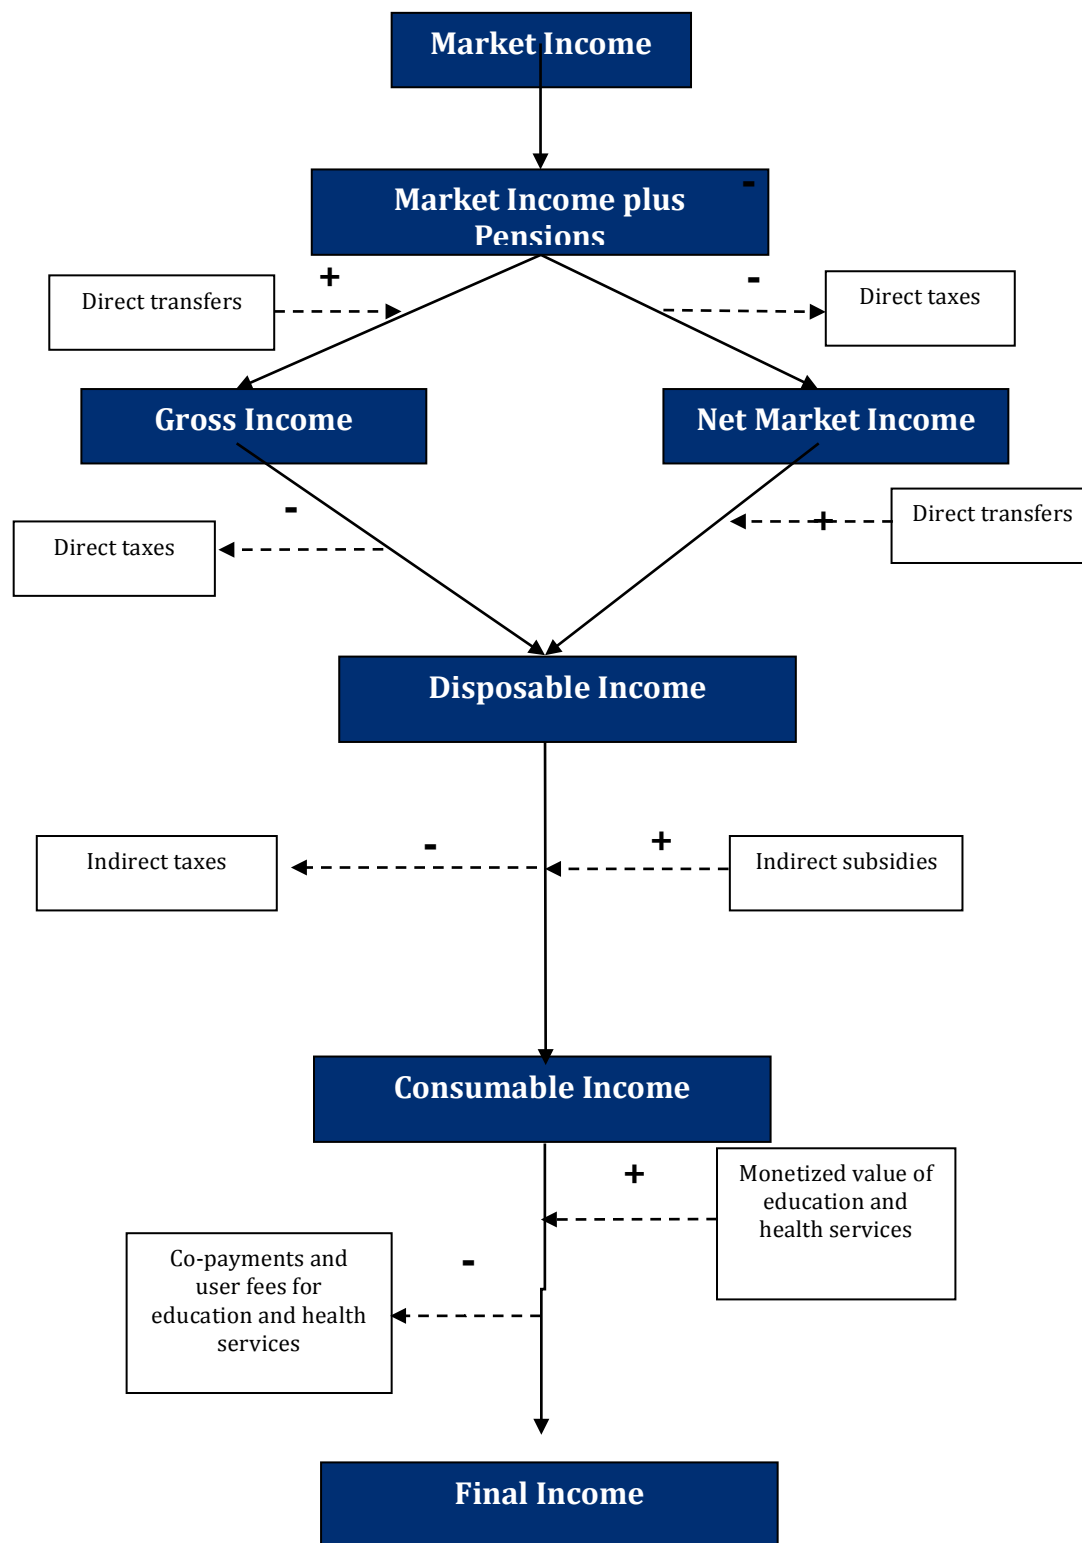 Market Income
Market Income plus
Pensions
-
+
-
Direct transfers
Direct taxes
Gross Income
Net Market Income
-
Direct taxes
+
Direct transfers
Disposable Income
-
+
Indirect taxes
Indirect subsidies
Consumable Income
+
Monetized value of
education and
health services
-
Co-payments and
user fees for
education and health
services
Final Income